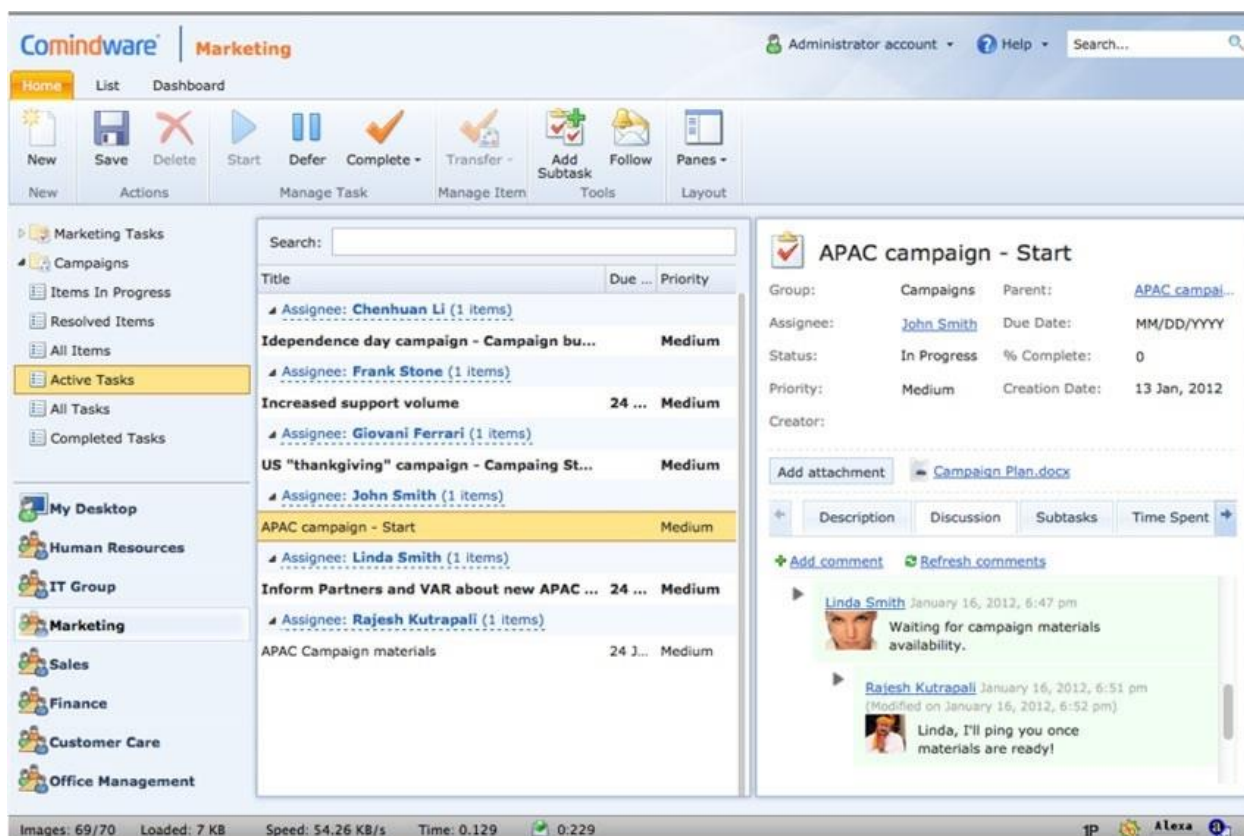 Comindware Marketing
Administrator account Help Search...
Home List Dashboard
New Save Delete Start Defer Complete Transfer Add Subtask Follow Panes
New Actions Manage Task Manage Item Tools Layout
Marketing Tasks
Campaigns
Items In Progress
Resolved Items
All Items
Active Tasks
All Tasks
Completed Tasks
My Desktop
Human Resources
IT Group
Marketing
Sales
Finance
Customer Care
Office Management
Search:
Title Due ... Priority
Assignee: Chenhuan Li (1 items)
Idependence day campaign - Campaign bu... Medium
Assignee: Frank Stone (1 items)
Increased support volume 24 ... Medium
Assignee: Giovani Ferrari (1 items)
US "thankgiving" campaign - Campaing St... Medium
Assignee: John Smith (1 items)
APAC campaign - Start Medium
Assignee: Linda Smith (1 items)
Inform Partners and VAR about new APAC ... 24 ... Medium
Assignee: Rajesh Kutrapali (1 items)
APAC Campaign materials 24 J... Medium
APAC campaign - Start
Group: Campaigns Parent: APAC campai...
Assignee: John Smith Due Date: MM/DD/YYYY
Status: In Progress % Complete: 0
Priority: Medium Creation Date: 13 Jan, 2012
Creator:
Add attachment Campaign Plan.docx
Description Discussion Subtasks Time Spent
Add comment Refresh comments
Linda Smith January 16, 2012, 6:47 pm
Waiting for campaign materials
availability.
Rajesh Kutrapali January 16, 2012, 6:51 pm
(Modified on January 16, 2012, 6:52 pm)
Linda, I'll ping you once
materials are ready!
Images: 69/70 Loaded: 7 KB Speed: 54.26 KB/s Time: 0.129 0:229 1P Alexa a